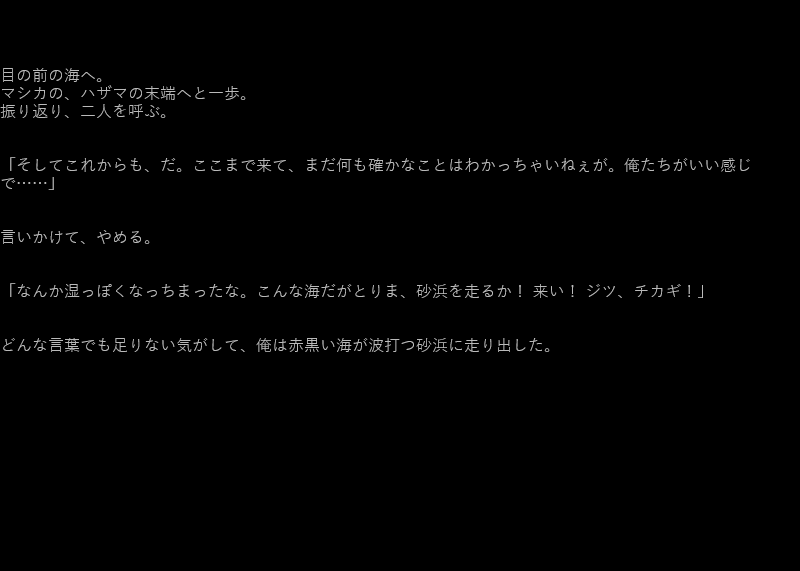 目の前の海へ。
マシカの、ハザマの末端へと一歩。
振り返り、二人を呼ぶ。
「そしてこれからも、だ。ここまで来て、まだ何も確かなことはわかっちゃいねぇが。俺たちがいい感じ
で……」
言いかけて、やめる。
「なんか湿っぽくなっちまったな。こんな海だがとりま、砂浜を走るか！ 来い！ ジツ、チカギ！」
どんな言葉でも足りない気がして、俺は赤黒い海が波打つ砂浜に走り出した。